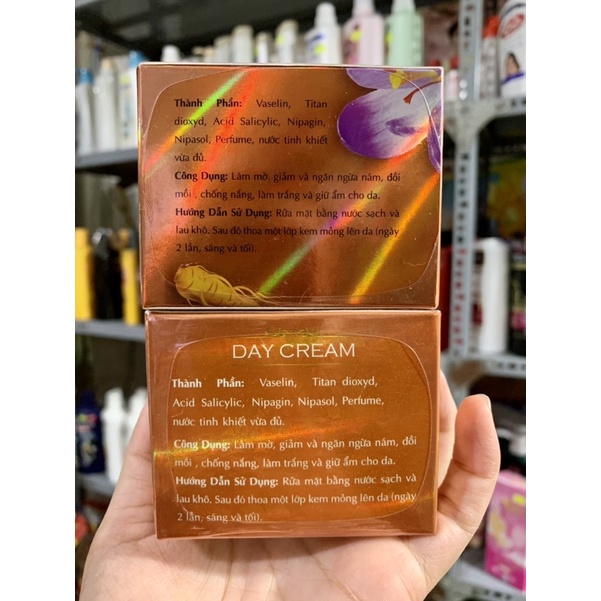 Thành Phần: Vaselin, Titan
dioxyd, Acid Salicylic, Nipagin,
Nipasol, Perfume, nước tinh khiết
vừa đủ.
Công Dụng: Làm mờ, giảm và ngăn ngừa nám, đồi
mồi , chống nắng, làm trắng và giữ ẩm cho da.
Hướng Dẫn Sử Dụng: Rửa mặt bằng nước sạch và
lau khô. Sau đó thoa một lớp kem mỏng lên da (ngày
2 lần, sáng và tối).
DAY CREAM
Thành Phần: Vaselin, Titan dioxyd,
Acid Salicylic, Nipagin, Nipasol, Perfume,
nước tinh khiết vừa đủ.
Công Dụng: Làm mờ, giảm và ngăn ngừa nám, đồi
mồi , chống nắng, làm trắng và giữ ẩm cho da.
Hướng Dẫn Sử Dụng: Rửa mặt bằng nước sạch và
lau khô. Sau đó thoa một lớp kem mỏng lên da (ngày
2 lần, sáng và tối).